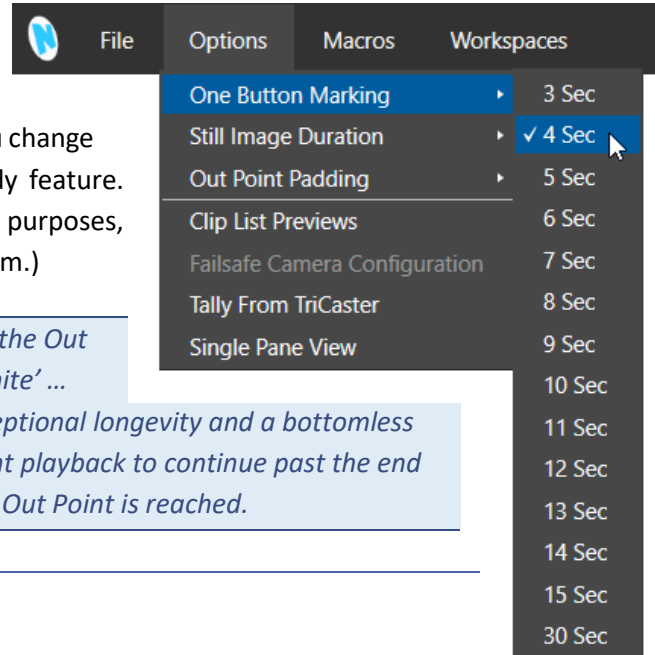 File Options Macros Workspaces
One Button Marking
Still Image Duration
Out Point Padding
Clip List Previews
Failsafe Camera Configuration
Tally From TriCaster
Single Pane View
3 Sec
✓ 4 Sec
5 Sec
6 Sec
7 Sec
8 Sec
9 Sec
10 Sec
11 Sec
12 Sec
13 Sec
14 Sec
15 Sec
30 Sec
change
feature.
purposes,
the Out
longevity and a bottomless
playback to continue past the end
Out Point is reached.